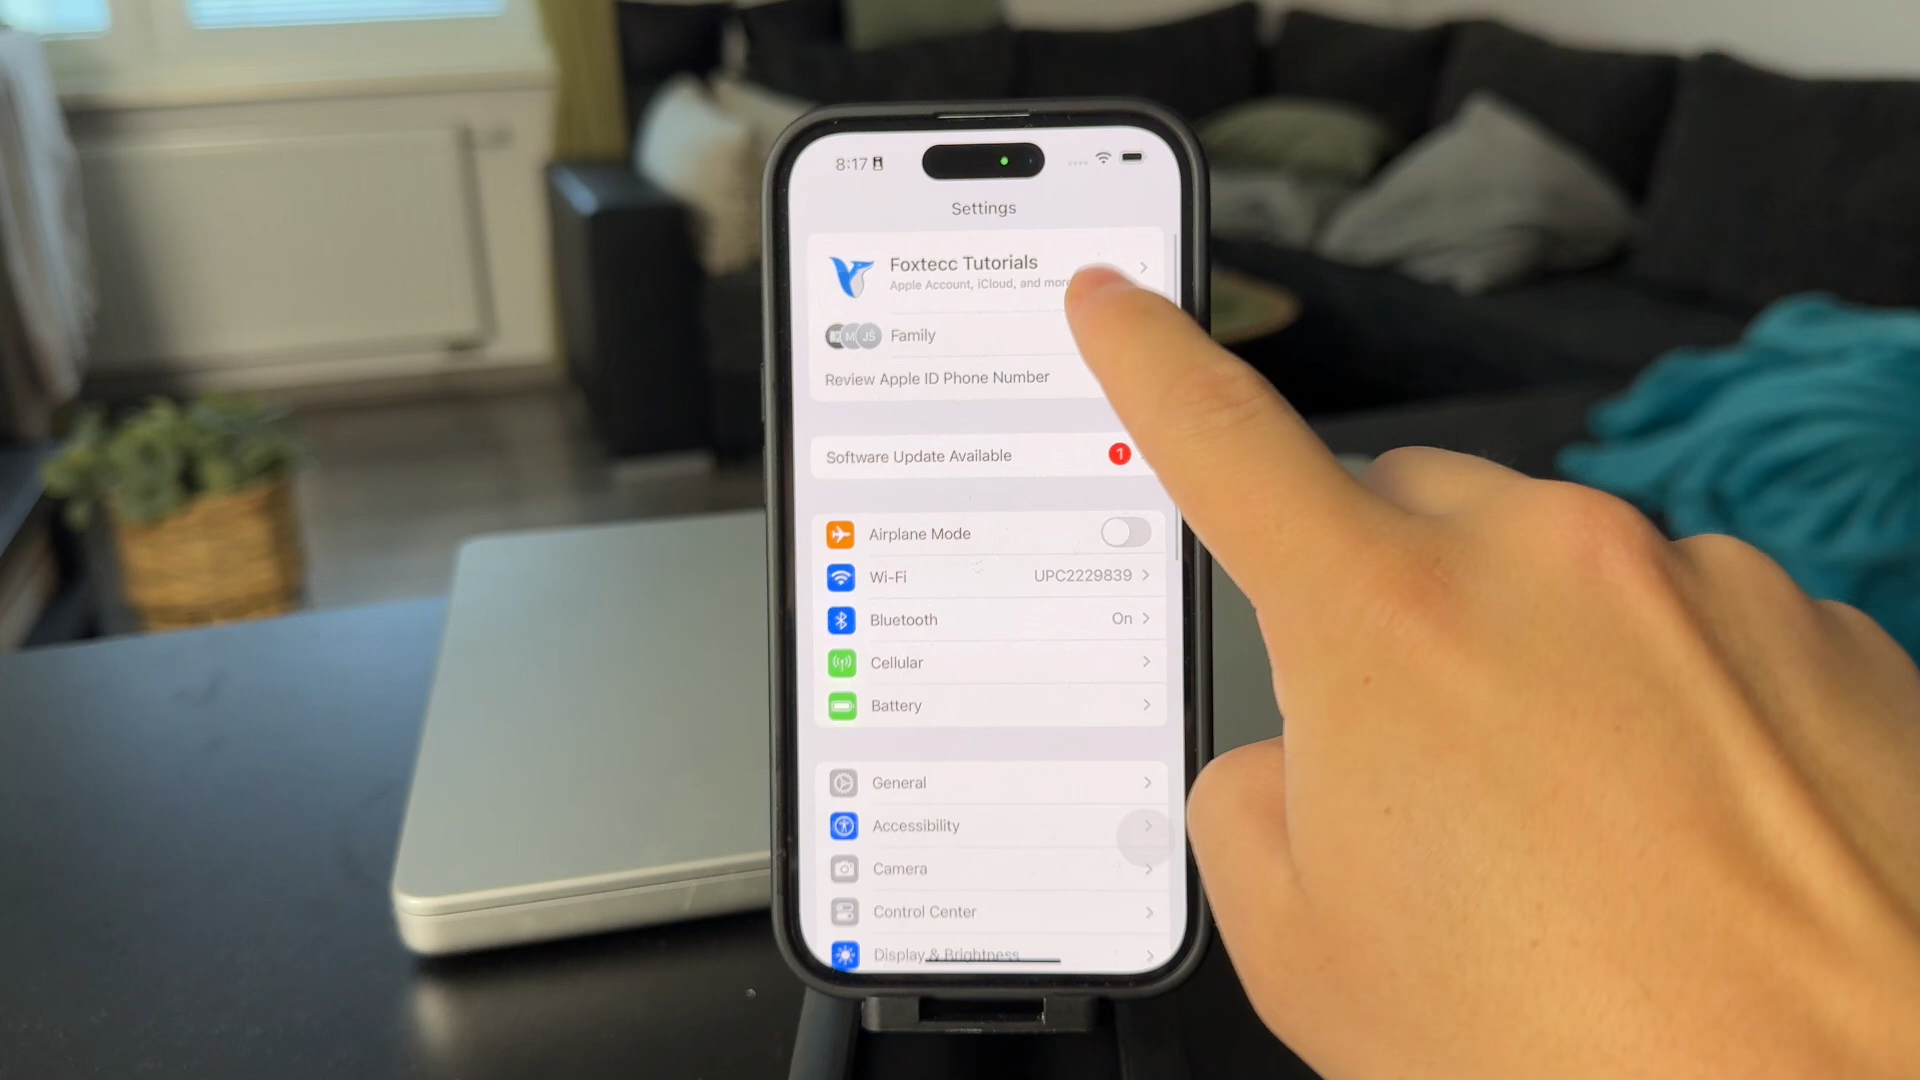 8:17
Settings
Foxtecc Tutorials
Apple Account, iCloud, and more
M JŠ Family
Review Apple ID Phone Number
Software Update Available 1
Airplane Mode
Wi-Fi UPC2229839
Bluetooth On
Cellular
Battery
General
Accessibility
Camera
Control Center
Display & Brightness